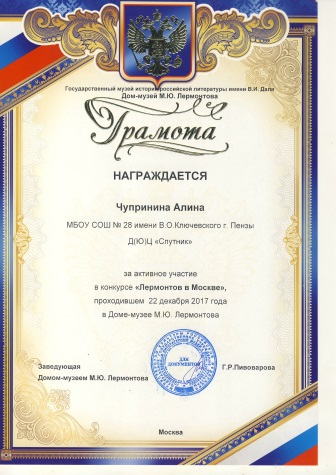 Государственный музей истории российской литературы имени В.И. Даля
Дом-музей М.Ю. Лермонтова
Грамота
НАГРАЖДАЕТСЯ
Чупринина Алина
МБОУ СОШ № 28 имени В.О.Ключевского г. Пензы
Д(Ю)Ц «Спутник»
за активное участие
в конкурсе «Лермонтов в Москве»,
проходившем 22 декабря 2017 года
в Доме-музее М.Ю. Лермонтова
Заведующая Г.Р.Пивоварова
Домом-музеем М.Ю. Лермонтова
ДЛЯ
ДОКУМЕНТОВ
Москва